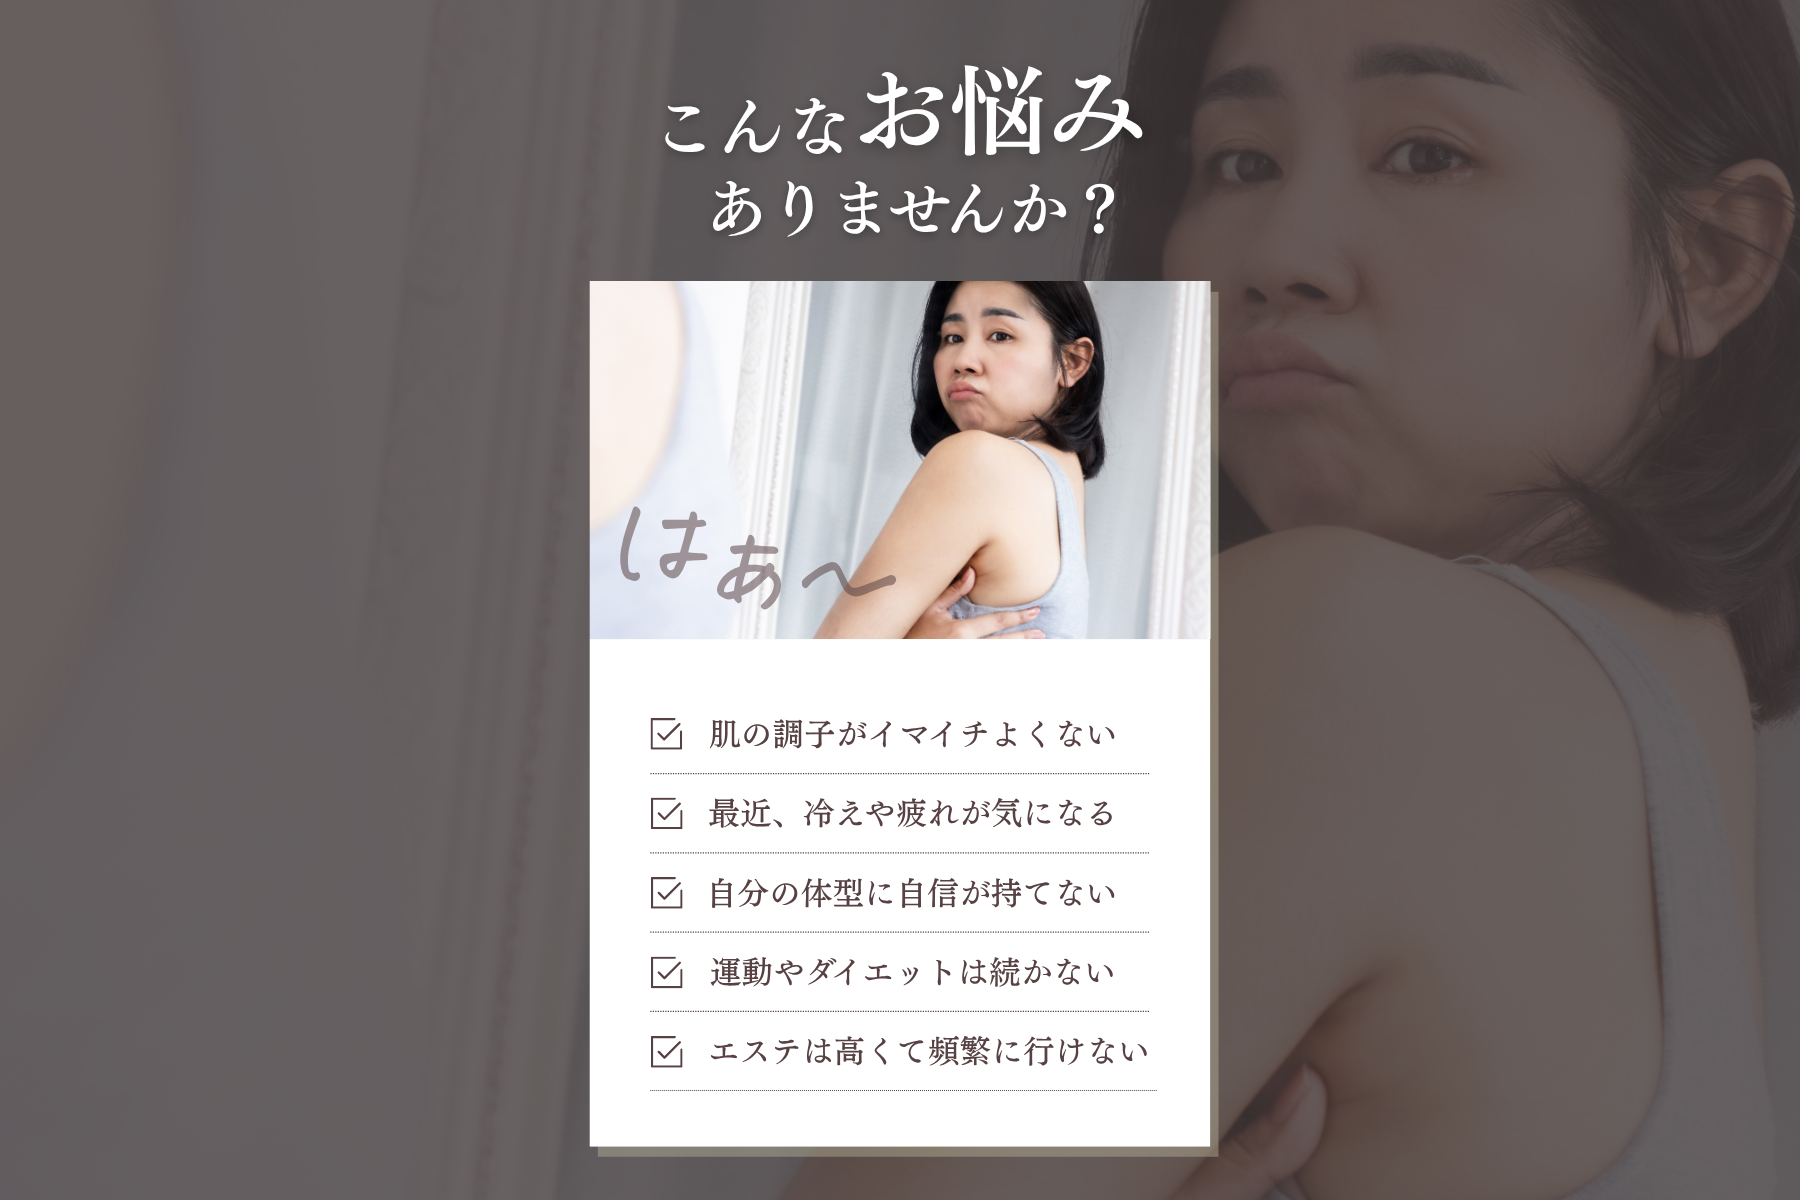 こんなお悩み
ありませんか？
はぁ〜
肌の調子がイマイチよくない
最近、冷えや疲れが気になる
自分の体型に自信が持てない
運動やダイエットは続かない
エステは高くて頻繁に行けない